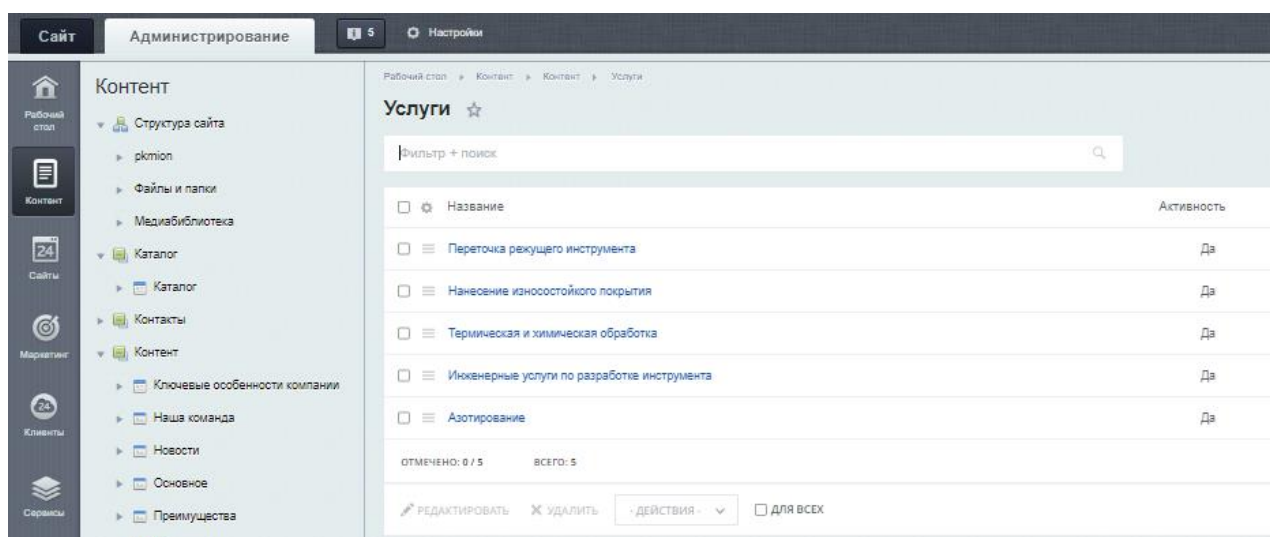 Сайт
Администрирование
5
Настройки
Рабочий стол
Контент
24
Сайты
Маркетинг
24
Клиенты
Сервисы
Контент
Структура сайта
pkmion
Файлы и папки
Медиабиблиотека
Каталог
Каталог
Контакты
Контент
Ключевые особенности компании
Наша команда
Новости
Основное
Преимущества
Рабочий стол Контент Контент Услуги
Услуги
Фильтр + поиск
Название Активность
Переточка режущего инструмента Да
Нанесение износостойкого покрытия Да
Термическая и химическая обработка Да
Инженерные услуги по разработке инструмента Да
Азотирование Да
ОТМЕЧЕНО: 0 / 5 ВСЕГО: 5
РЕДАКТИРОВАТЬ УДАЛИТЬ - ДЕЙСТВИЯ - ДЛЯ ВСЕХ